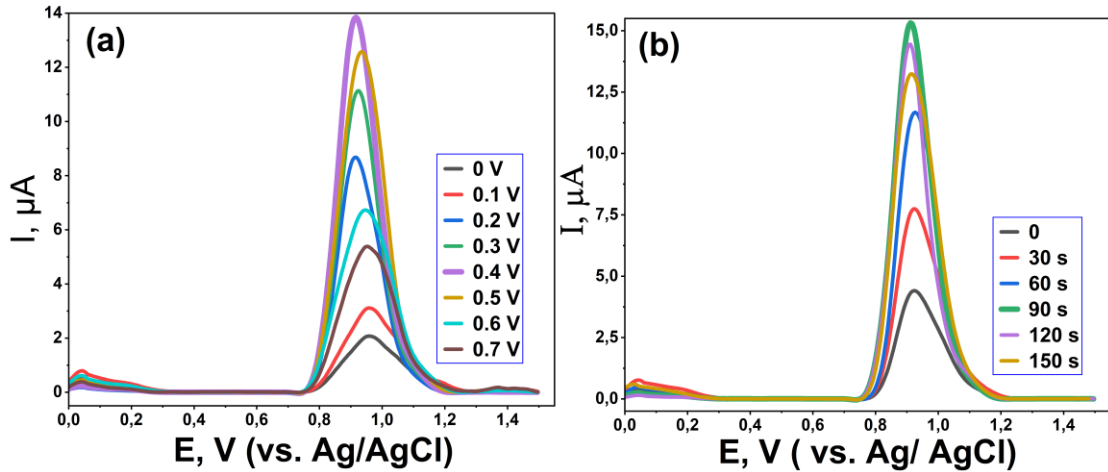 (a)
I, µA
14
12
10
8
6
4
2
0
0,0 0,2 0,4 0,6 0,8 1,0 1,2 1,4
E, V (vs. Ag/AgCl)
0 V
0.1 V
0.2 V
0.3 V
0.4 V
0.5 V
0.6 V
0.7 V
(b)
I, µA
15,0
12,5
10,0
7,5
5,0
2,5
0,0
0,0 0,2 0,4 0,6 0,8 1,0 1,2 1,4
E, V ( vs. Ag/ AgCl)
0
30 s
60 s
90 s
120 s
150 s